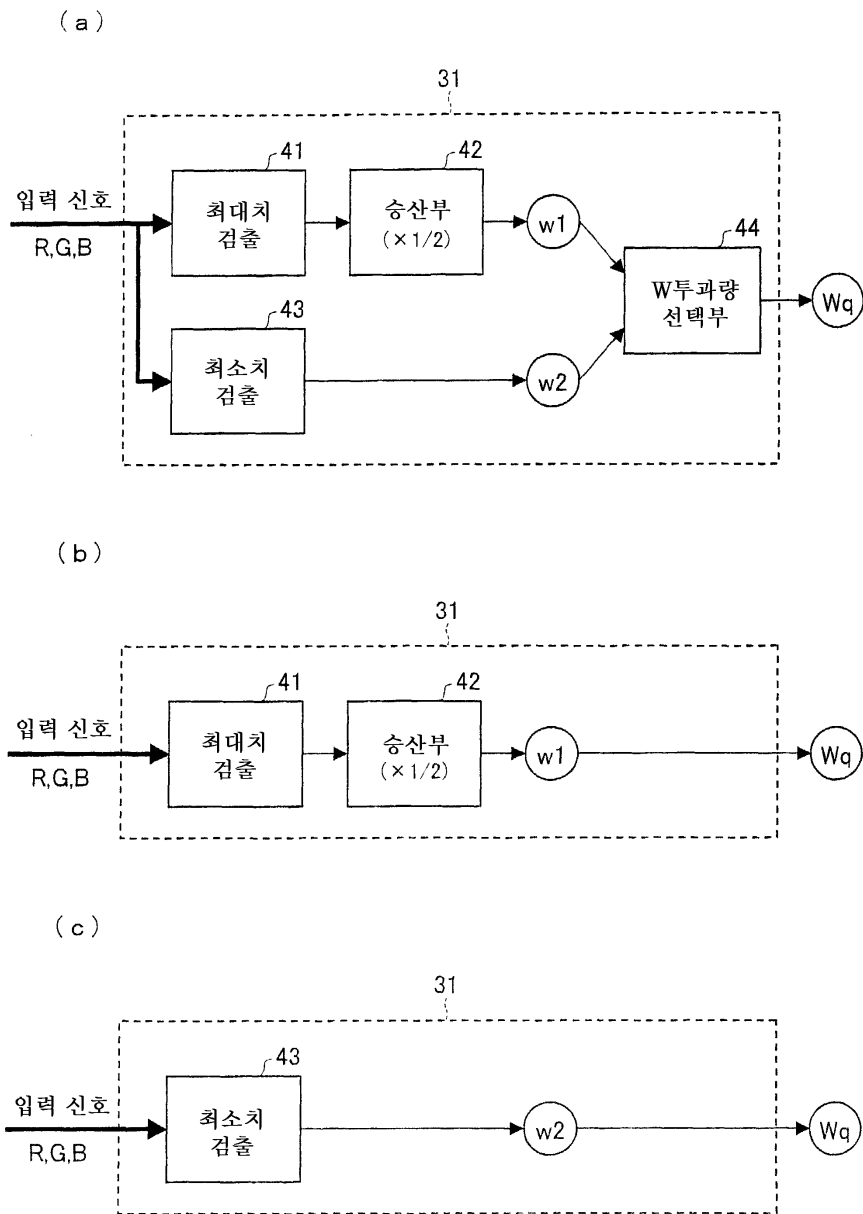 (a)
31
41
42
입력 신호
R,G,B
최대치
검출
승산부
(×1/2)
w1
44
W투과량
선택부
Wq
43
최소치
검출
w2
(b)
31
41
42
입력 신호
R,G,B
최대치
검출
승산부
(×1/2)
w1
Wq
(c)
31
43
입력 신호
R,G,B
최소치
검출
w2
Wq